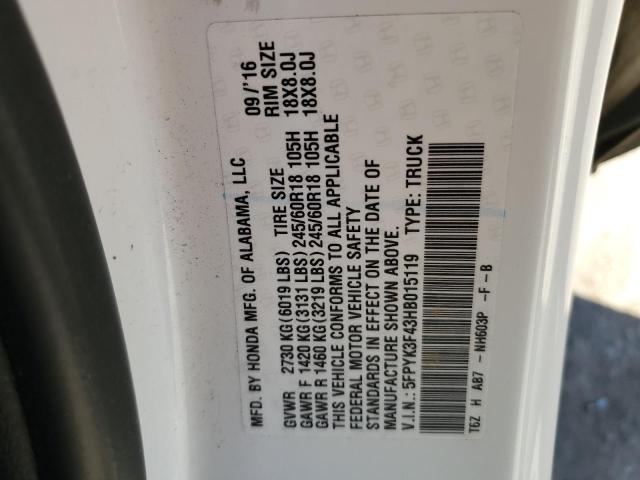 MFD. BY HONDA MFG. OF ALABAMA, LLC 09/'16
TIRE SIZE RIM SIZE
GVWR 2730 KG(6019 LBS)
GAWR F 1420 KG(3131 LBS) 245/60R18 105H 18X8.0J
GAWR R 1460 KG(3219 LBS) 245/60R18 105H 18X8.0J
THIS VEHICLE CONFORMS TO ALL APPLICABLE
FEDERAL MOTOR VEHICLE SAFETY
STANDARDS IN EFFECT ON THE DATE OF
MANUFACTURE SHOWN ABOVE.
V.I.N.: 5FPYK3F43HB015119 TYPE: TRUCK
T6Z H AB7 - NH603P -F -B